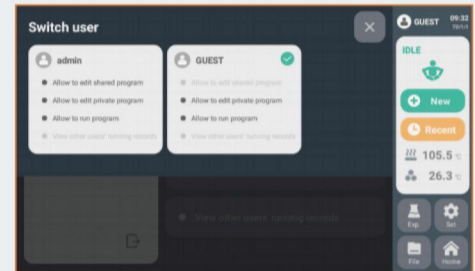 Switch user
admin
Allow to edit shared program
Allow to edit private program
Allow to run program
View other users' running records
GUEST
Allow to edit shared program
Allow to edit private program
Allow to run program
View other users' running records
View other users' running records
GUEST
09:32
IDLE
New
Recent
105.5 °C
26.3 °C
Exp.
Set
File
Home